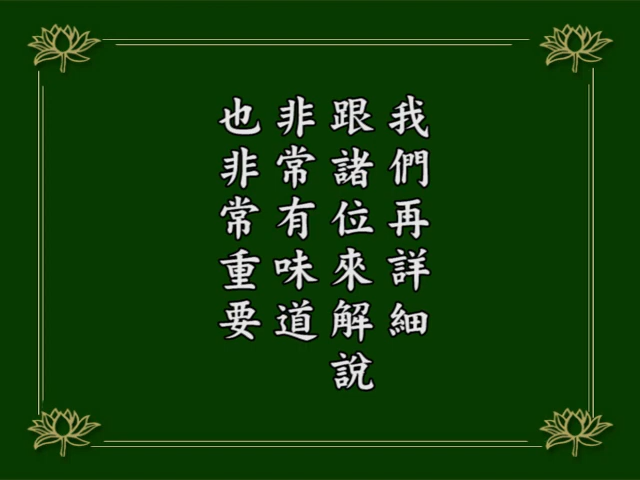 我們再詳細
跟諸位來解說
非常有味道
也非常重要